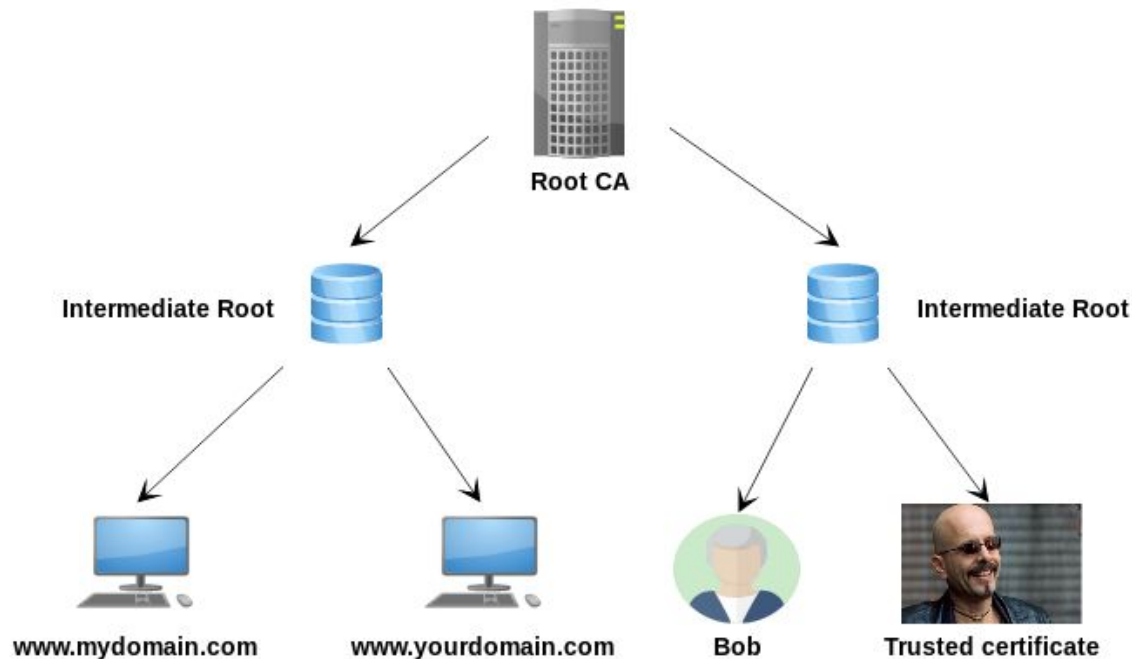 Root CA
Intermediate Root
Intermediate Root
www.mydomain.com
www.yourdomain.com
Bob
Trusted certificate